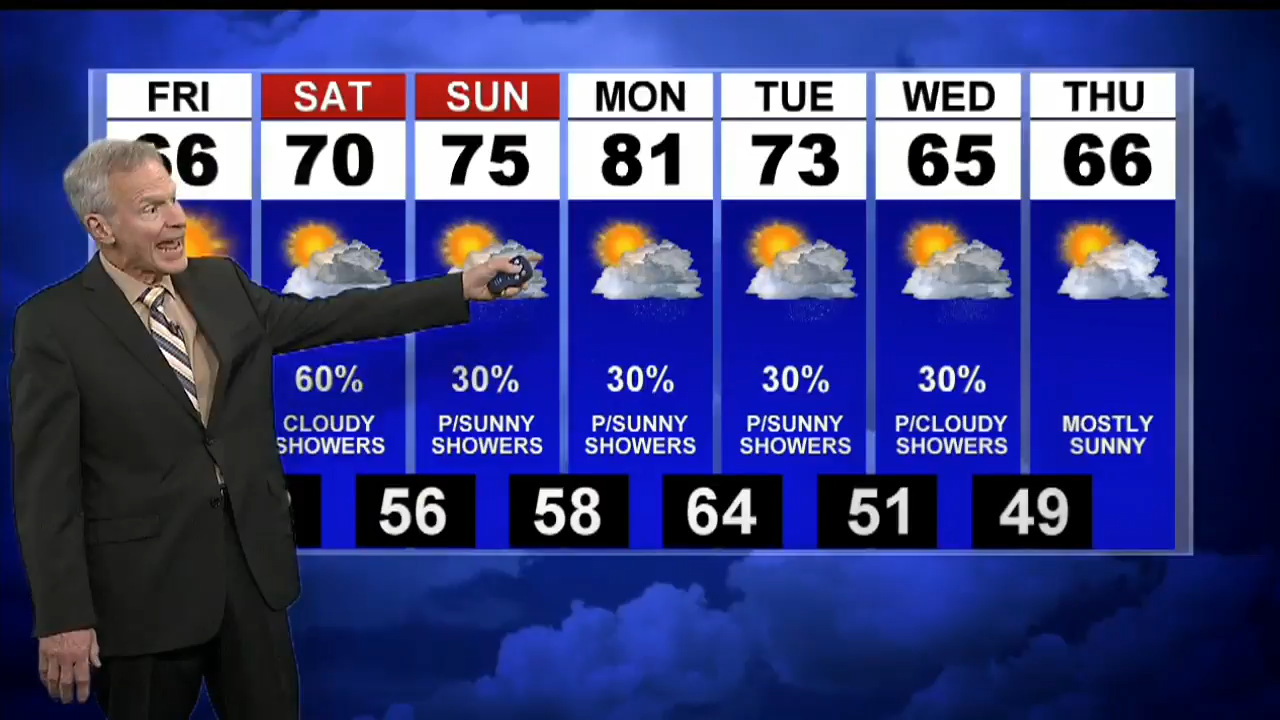 FRI SAT SUN MON TUE WED THU
66 70 75 81 73 65 66
60% 30% 30% 30% 30%
CLOUDY P/SUNNY P/SUNNY P/SUNNY P/CLOUDY MOSTLY
SHOWERS SHOWERS SHOWERS SHOWERS SHOWERS SUNNY
56 58 64 51 49